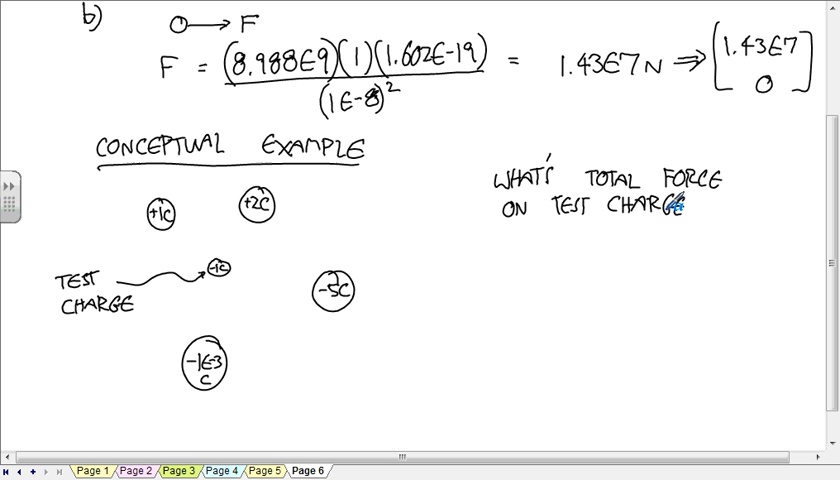 b)
F
F = (8.988E9)(1)(1.602E-19) = 1.43E7 N ⇒ [1.43E7
(1E-8)²
0]
CONCEPTUAL EXAMPLE
WHAT'S TOTAL FORCE
ON TEST CHARGE
+1C
+2C
-1C
TEST
CHARGE
-5C
-1E-3
C
Page 1 Page 2 Page 3 Page 4 Page 5 Page 6